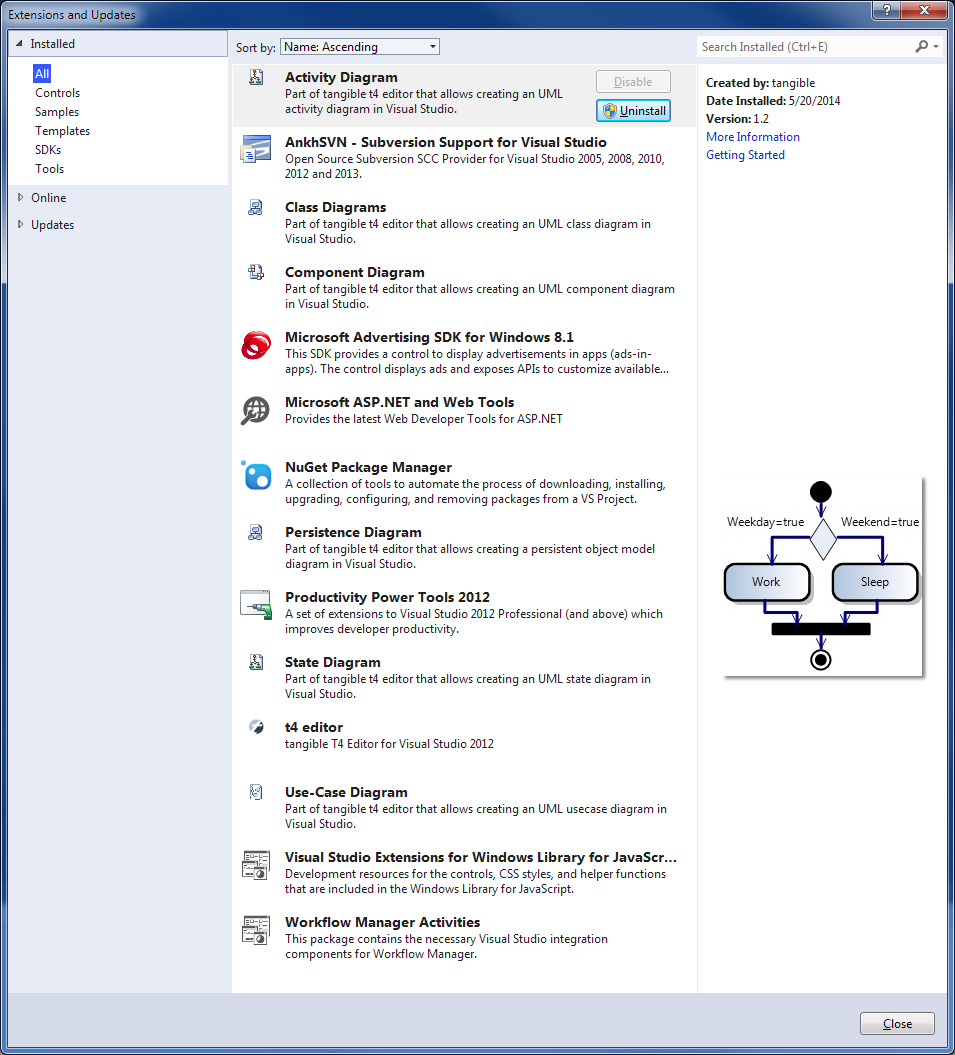 Extensions and Updates
Installed
All
Controls
Samples
Templates
SDKs
Tools
Online
Updates
Sort by: Name: Ascending
Activity Diagram
Part of tangible t4 editor that allows creating an UML
activity diagram in Visual Studio.
Disable
Uninstall
AnkhSVN - Subversion Support for Visual Studio
Open Source Subversion SCC Provider for Visual Studio 2005, 2008, 2010,
2012 and 2013.
Class Diagrams
Part of tangible t4 editor that allows creating an UML class diagram in
Visual Studio.
Component Diagram
Part of tangible t4 editor that allows creating an UML component diagram
in Visual Studio.
Microsoft Advertising SDK for Windows 8.1
This SDK provides a control to display advertisements in apps (ads-in-
apps). The control displays ads and exposes APIs to customize available...
Microsoft ASP.NET and Web Tools
Provides the latest Web Developer Tools for ASP.NET
NuGet Package Manager
A collection of tools to automate the process of downloading, installing,
upgrading, configuring, and removing packages from a VS Project.
Persistence Diagram
Part of tangible t4 editor that allows creating a persistent object model
diagram in Visual Studio.
Productivity Power Tools 2012
A set of extensions to Visual Studio 2012 Professional (and above) which
improves developer productivity.
State Diagram
Part of tangible t4 editor that allows creating an UML state diagram in
Visual Studio.
t4 editor
tangible T4 Editor for Visual Studio 2012
Use-Case Diagram
Part of tangible t4 editor that allows creating an UML usecase diagram in
Visual Studio.
Visual Studio Extensions for Windows Library for JavaScr...
Development resources for the controls, CSS styles, and helper functions
that are included in the Windows Library for JavaScript.
Workflow Manager Activities
This package contains the necessary Visual Studio integration
components for Workflow Manager.
Search Installed (Ctrl+E)
Created by: tangible
Date Installed: 5/20/2014
Version: 1.2
More Information
Getting Started
Weekday=true Weekend=true
Work Sleep
Close